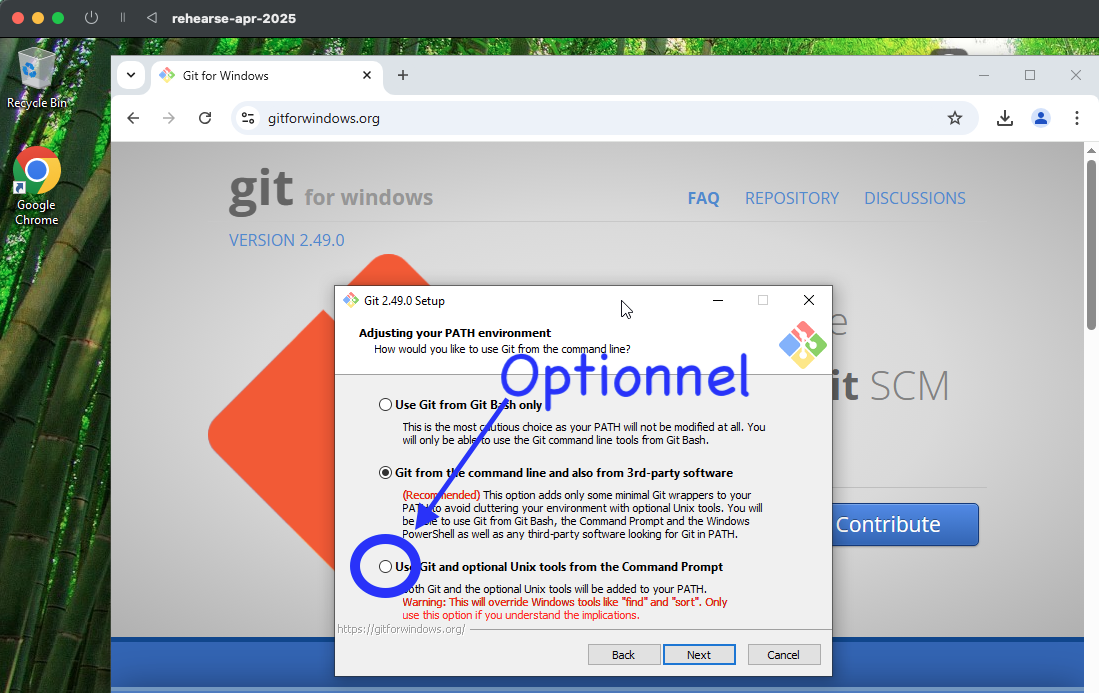 rehearse-apr-2025
Recycle Bin
Git for Windows
gitforwindows.org
Google
Chrome
git for windows
FAQ
REPOSITORY
DISCUSSIONS
VERSION 2.49.0
Git 2.49.0 Setup
Adjusting your PATH environment
How would you like to use Git from the command line?
Optionnel
Use Git from Git Bash only
This is the most cautious choice as your PATH will not be modified at all. You
will only be able to use the Git command line tools from Git Bash.
Git from the command line and also from 3rd-party software
(Recommended) This option adds only some minimal Git wrappers to your
PATH to avoid cluttering your environment with optional Unix tools. You will
be able to use Git from Git Bash, the Command Prompt and the Windows
PowerShell as well as any third-party software looking for Git in PATH.
Use Git and optional Unix tools from the Command Prompt
Both Git and the optional Unix tools will be added to your PATH.
Warning: This will override Windows tools like "find" and "sort". Only
use this option if you understand the implications.
https://gitforwindows.org/
Back
Next
Cancel
e
it SCM
Contribute